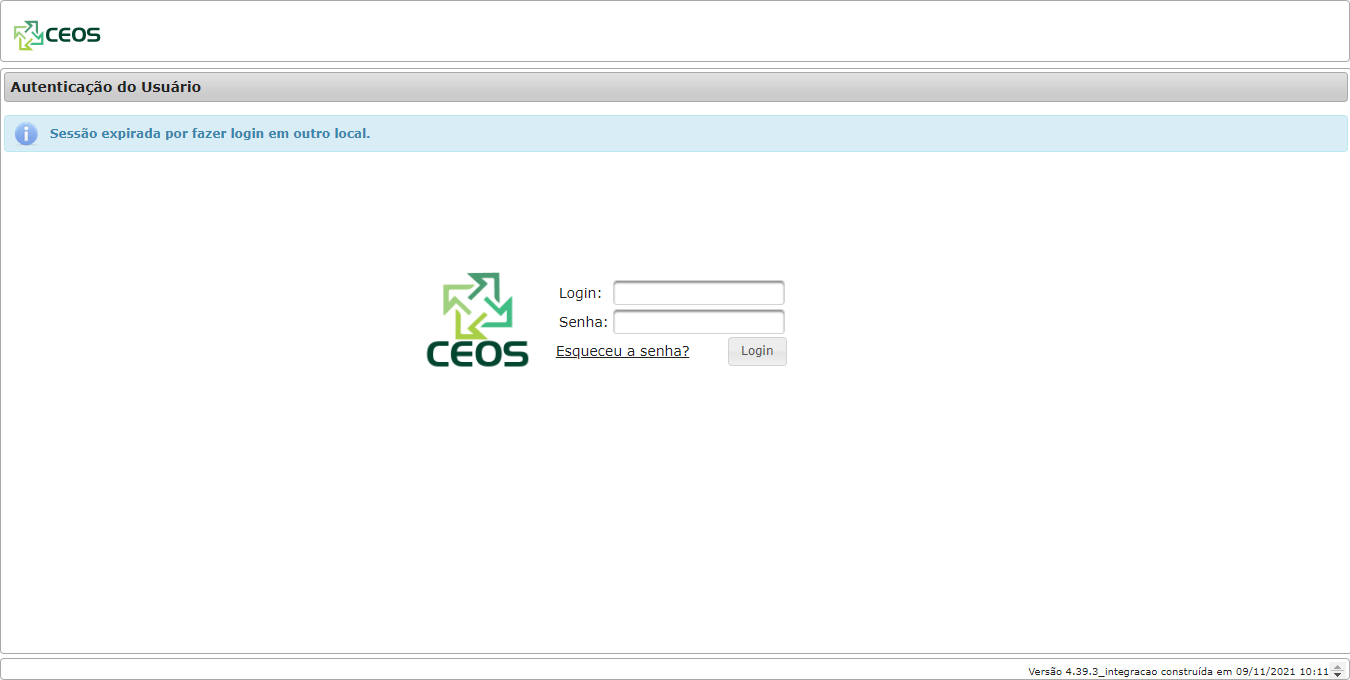 CEOS
Autenticação do Usuário
Sessão expirada por fazer login em outro local.
CEOS
Login:
Senha:
Esqueceu a senha? Login
Versão 4.39.3_integracao construída em 09/11/2021 10:11